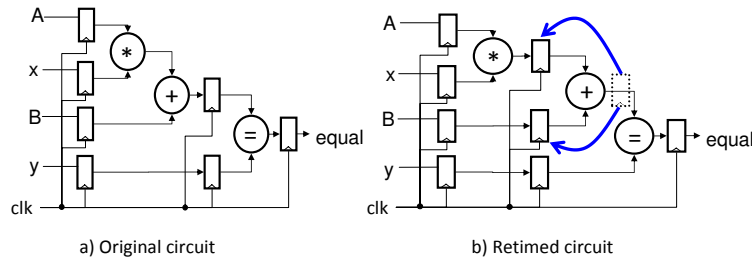 A
*
x
+
B
=
equal
y
clk
a) Original circuit
A
*
x
+
B
=
equal
y
clk
b) Retimed circuit